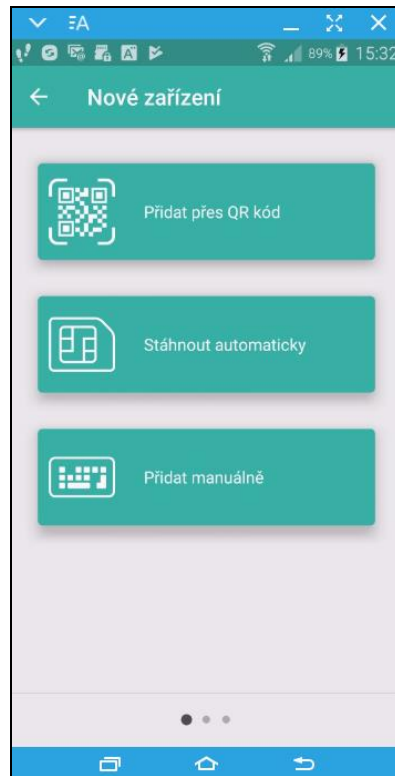 89% 15:32
Nové zařízení
Přidat přes QR kód
Stáhnout automaticky
Přidat manuálně